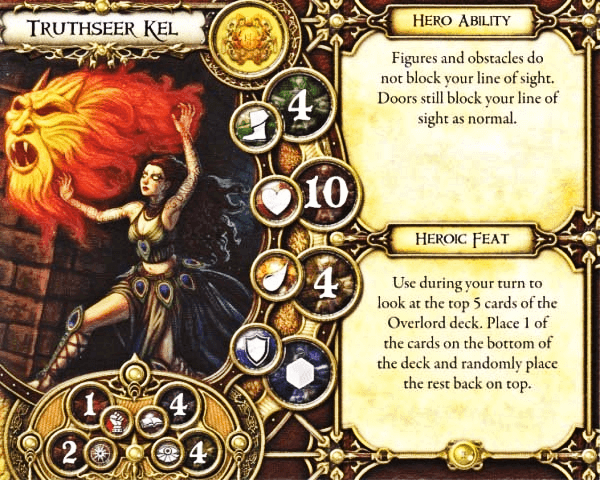 Truthseer Kel
4
10
4
1
4
2
4
Hero Ability
Figures and obstacles do
not block your line of sight.
Doors still block your line of
sight as normal.
Heroic Feat
Use during your turn to
look at the top 5 cards of the
Overlord deck. Place 1 of
the cards on the bottom of
the deck and randomly place
the rest back on top.